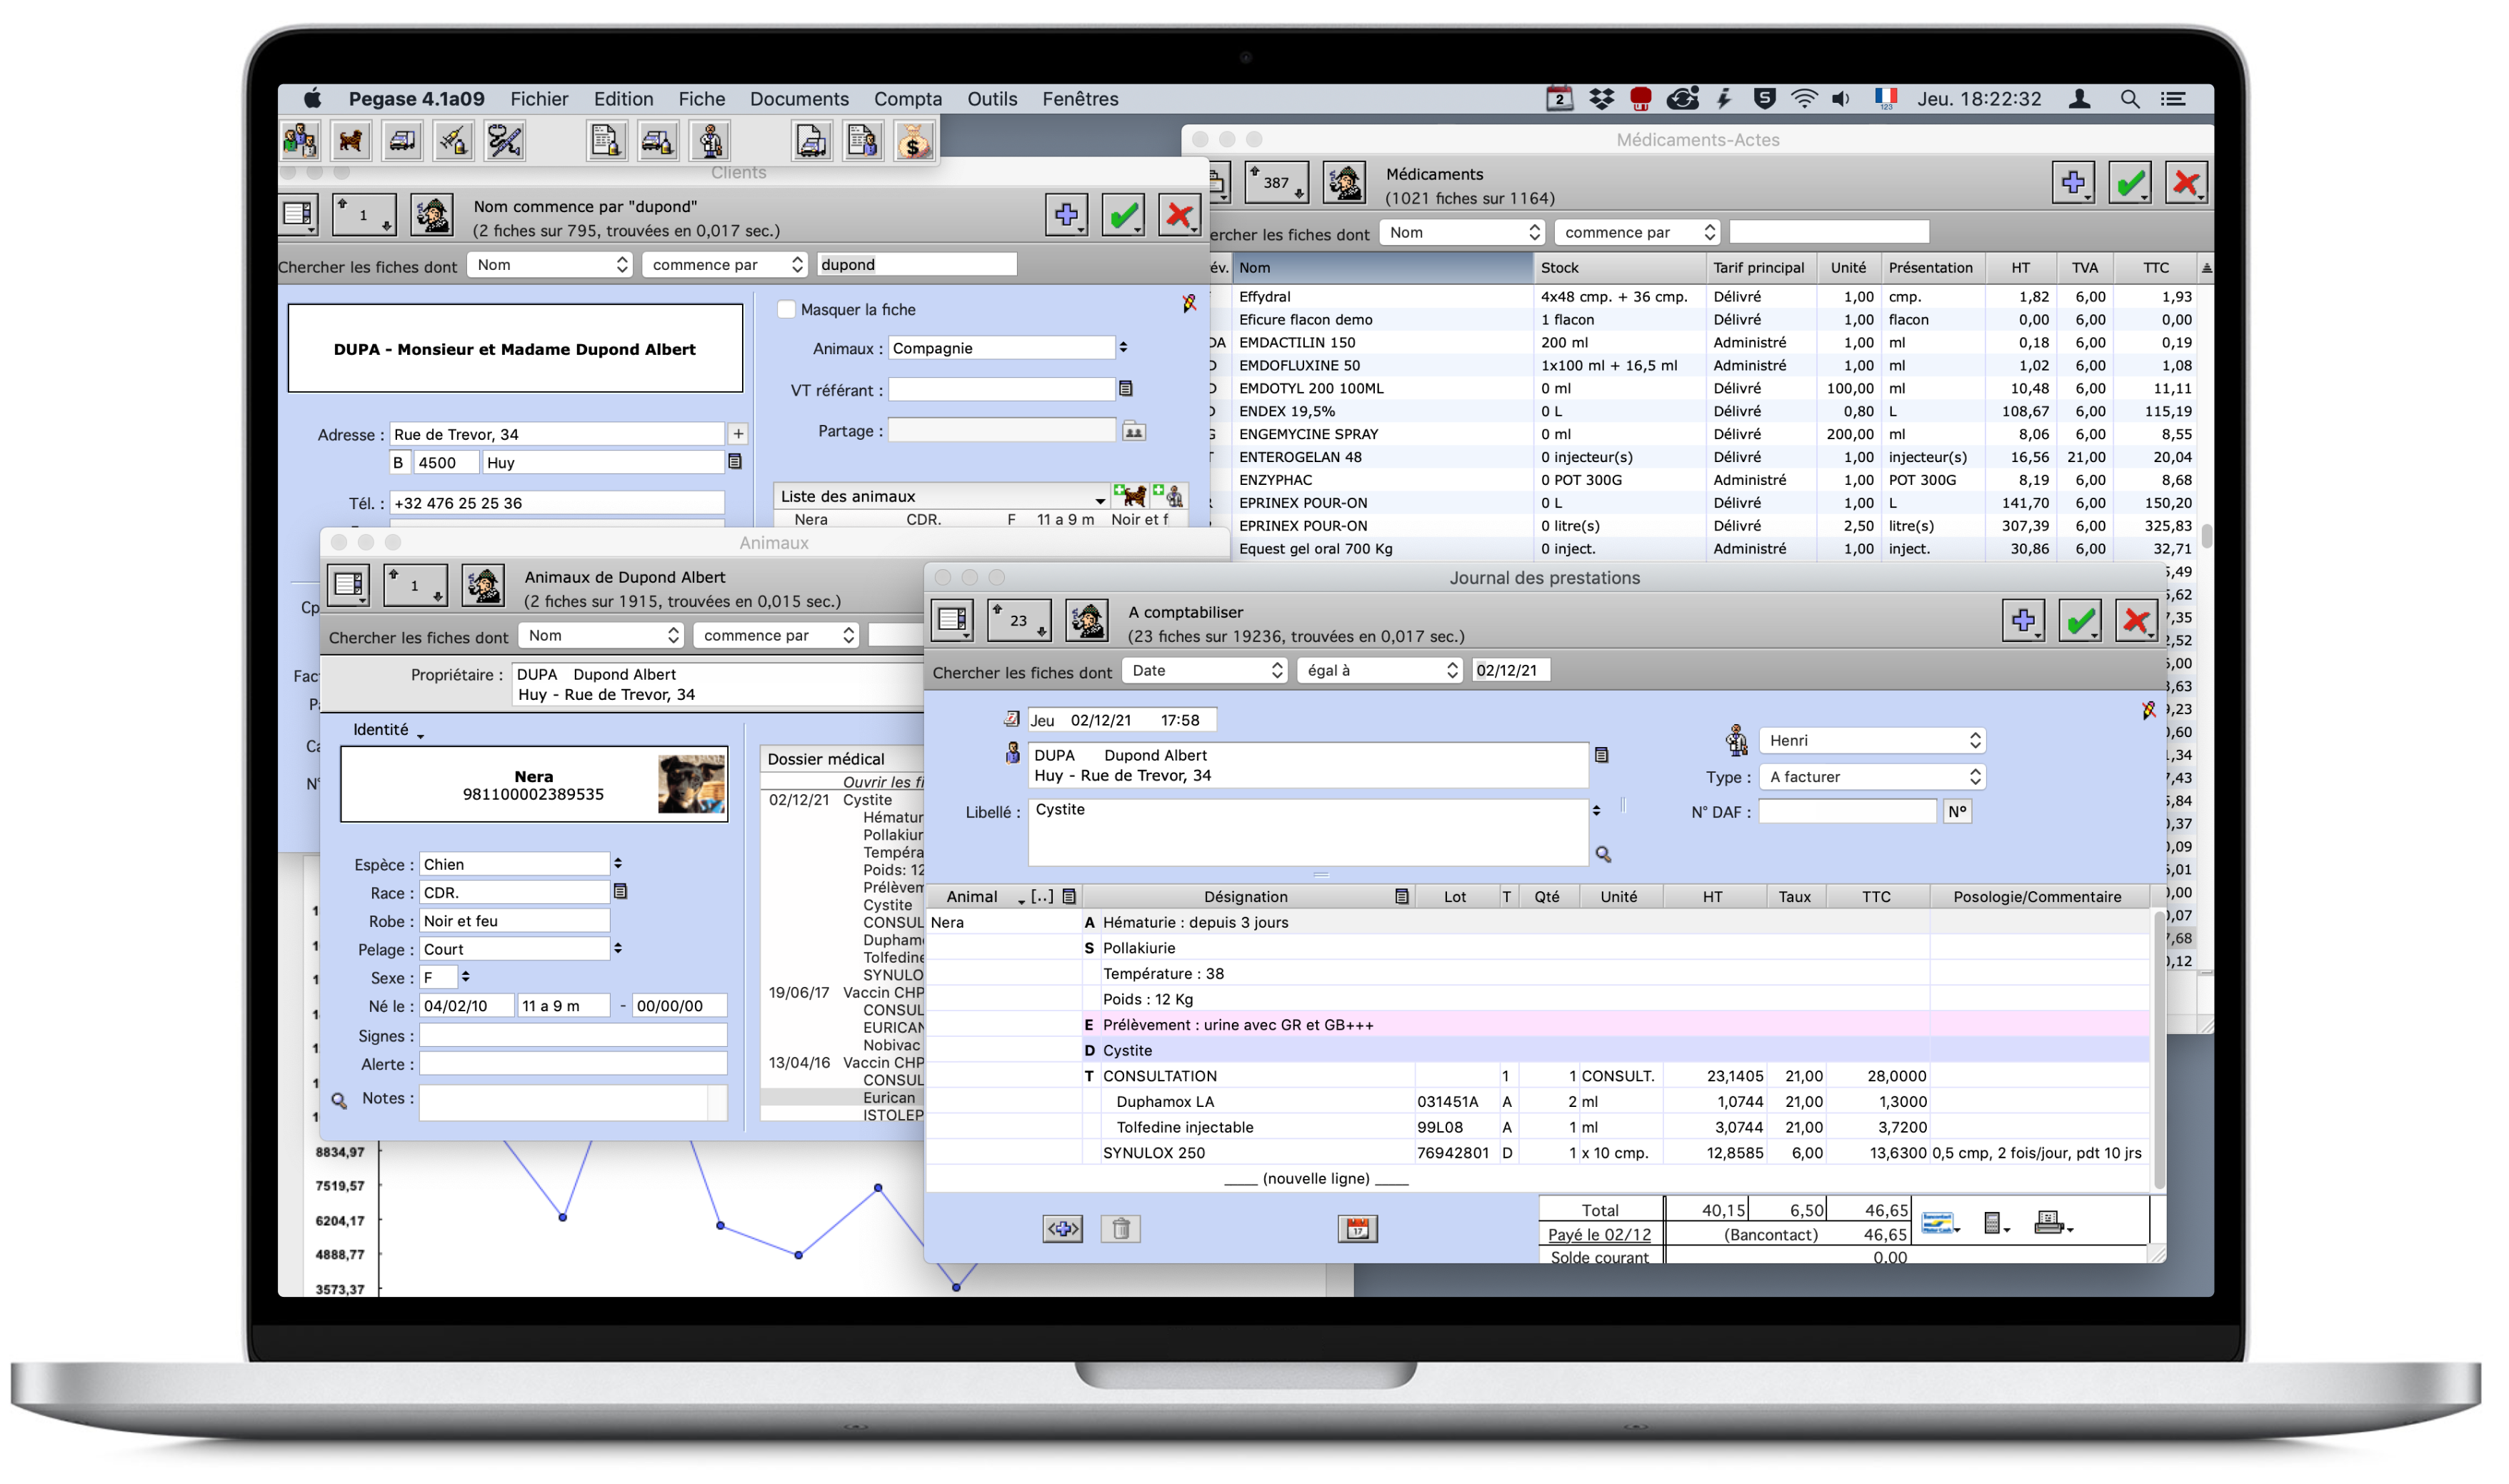 Pegase 4.1a09 Fichier Edition Fiche Documents Compta Outils Fenêtres 2 S 123 Jeu. 18:22:32
Clients
1
Nom commence par "dupond"
(2 fiches sur 795, trouvées en 0,017 sec.)
Chercher les fiches dont Nom commence par dupond
DUPA - Monsieur et Madame Dupond Albert
Masquer la fiche
Animaux : Compagnie
VT référant :
Partage :
Adresse : Rue de Trevor, 34 +
B 4500 Huy
Tél. : +32 476 25 25 36
Liste des animaux
Nera CDR. F 11 a 9 m Noir et f
Médicaments-Actes
387
Médicaments
(1021 fiches sur 1164)
ercher les fiches dont Nom commence par
év. Nom Stock Tarif principal Unité Présentation HT TVA TTC
Effydral 4x48 cmp. + 36 cmp. Délivré 1,00 cmp. 1,82 6,00 1,93
Eficure flacon demo 1 flacon Délivré 1,00 flacon 0,00 6,00 0,00
DA EMDACTILIN 150 200 ml Administré 1,00 ml 0,18 6,00 0,19
EMDOFLUXINE 50 1x100 ml + 16,5 ml Administré 1,00 ml 1,02 6,00 1,08
EMDOTYL 200 100ML 0 ml Délivré 100,00 ml 10,48 6,00 11,11
ENDEX 19,5% 0 L Délivré 0,80 L 108,67 6,00 115,19
ENGEMYCINE SPRAY 0 ml Délivré 200,00 ml 8,06 6,00 8,55
ENTEROGELAN 48 0 injecteur(s) Délivré 1,00 injecteur(s) 16,56 21,00 20,04
ENZYPHAC 0 POT 300G Administré 1,00 POT 300G 8,19 6,00 8,68
EPRINEX POUR-ON 0 L Délivré 1,00 L 141,70 6,00 150,20
EPRINEX POUR-ON 0 litre(s) Délivré 2,50 litre(s) 307,39 6,00 325,83
Equest gel oral 700 Kg 0 inject. Administré 1,00 inject. 30,86 6,00 32,71
,49
,62
,35
,52
,00
,63
,23
,60
,34
,43
,84
,37
,09
,01
,00
,07
,68
,12
Cp
Fac
P
Ca
N°
Animaux
1
Animaux de Dupond Albert
(2 fiches sur 1915, trouvées en 0,015 sec.)
Chercher les fiches dont Nom commence par
Propriétaire : DUPA Dupond Albert
Huy - Rue de Trevor, 34
Identité
Nera
981100002389535
Espèce : Chien
Race : CDR.
Robe : Noir et feu
Pelage : Court
Sexe : F
Né le : 04/02/10 11 a 9 m - 00/00/00
Signes :
Alerte :
Notes :
Dossier médical
Ouvrir les fi
02/12/21 Cystite
Hématur
Pollakiur
Tempéra
Poids: 12
Prélèvem
Cystite
CONSUL
Duphamo
Tolfedine
SYNULO
19/06/17 Vaccin CHP
CONSUL
EURICAN
Nobivac
13/04/16 Vaccin CHP
CONSUL
Eurican
ISTOLEP
Journal des prestations
23
A comptabiliser
(23 fiches sur 19236, trouvées en 0,017 sec.)
Chercher les fiches dont Date égal à 02/12/21
Jeu 02/12/21 17:58
DUPA Dupond Albert
Huy - Rue de Trevor, 34
Libellé : Cystite
Henri
Type : A facturer
N° DAF : N°
Animal [..] Désignation Lot T Qté Unité HT Taux TTC Posologie/Commentaire
Nera A Hématurie : depuis 3 jours
S Pollakiurie
Température : 38
Poids : 12 Kg
E Prélèvement : urine avec GR et GB+++
D Cystite
T CONSULTATION 1 1 CONSULT. 23,1405 21,00 28,0000
Duphamox LA 031451A A 2 ml 1,0744 21,00 1,3000
Tolfedine injectable 99L08 A 1 ml 3,0744 21,00 3,7200
SYNULOX 250 76942801 D 1 x 10 cmp. 12,8585 6,00 13,6300 0,5 cmp, 2 fois/jour, pdt 10 jrs
____ (nouvelle ligne) ____
17
Total 40,15 6,50 46,65
Payé le 02/12 (Bancontact) 46,65
Solde courant 0,00
8834,97
7519,57
6204,17
4888,77
3573,37